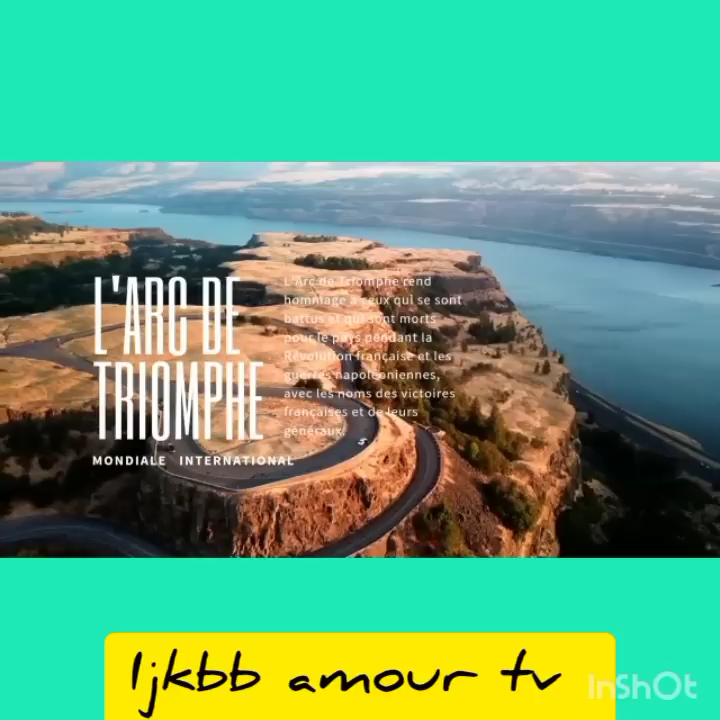 L'ARC DE
TRIOMPHE
MONDIALE INTERNATIONAL
L'Arc de Triomphe rend
hommage à ceux qui se sont
battus et qui sont morts
pour le pays pendant la
Révolution française et les
guerres napoléoniennes,
avec les noms des victoires
françaises et de leurs
généraux
ljkbb amour tv
InShOt